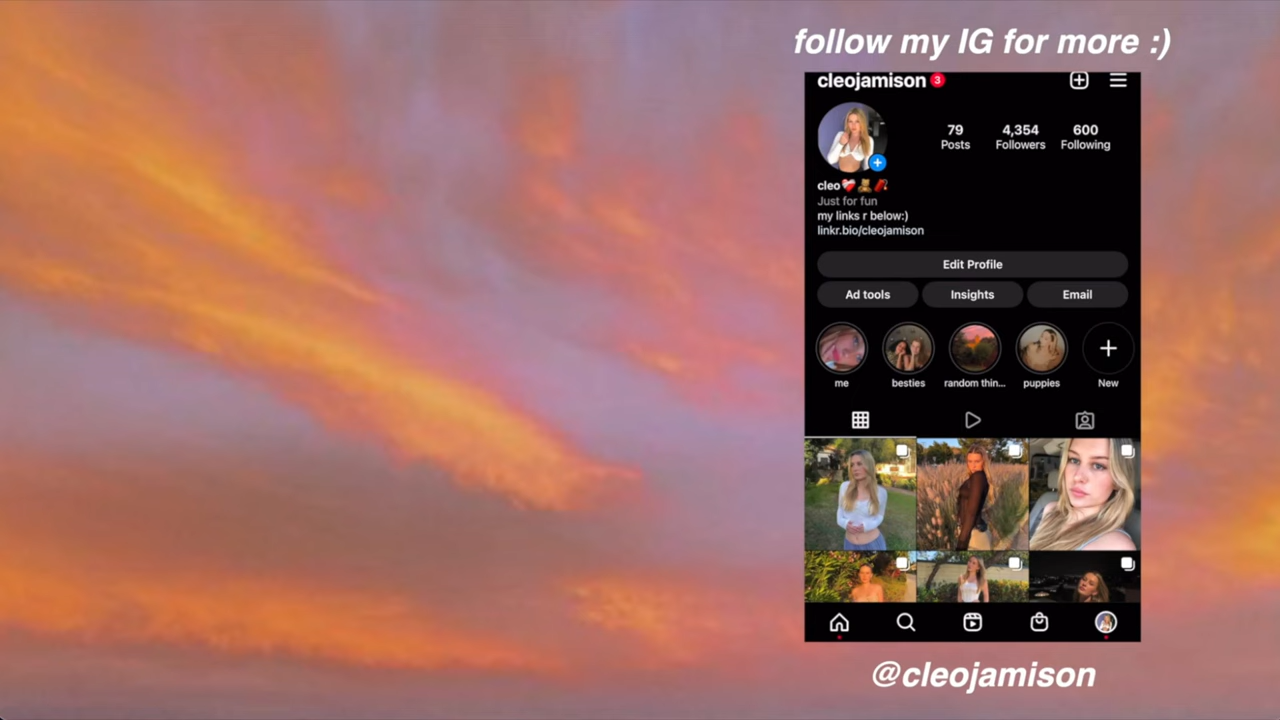 follow my IG for more :)
cleojamison 3
79 4,354 600
Posts Followers Following
cleo
Just for fun
my links r below:)
linkr.bio/cleojamison
Edit Profile
Ad tools Insights Email
me besties random thin... puppies New
@cleojamison